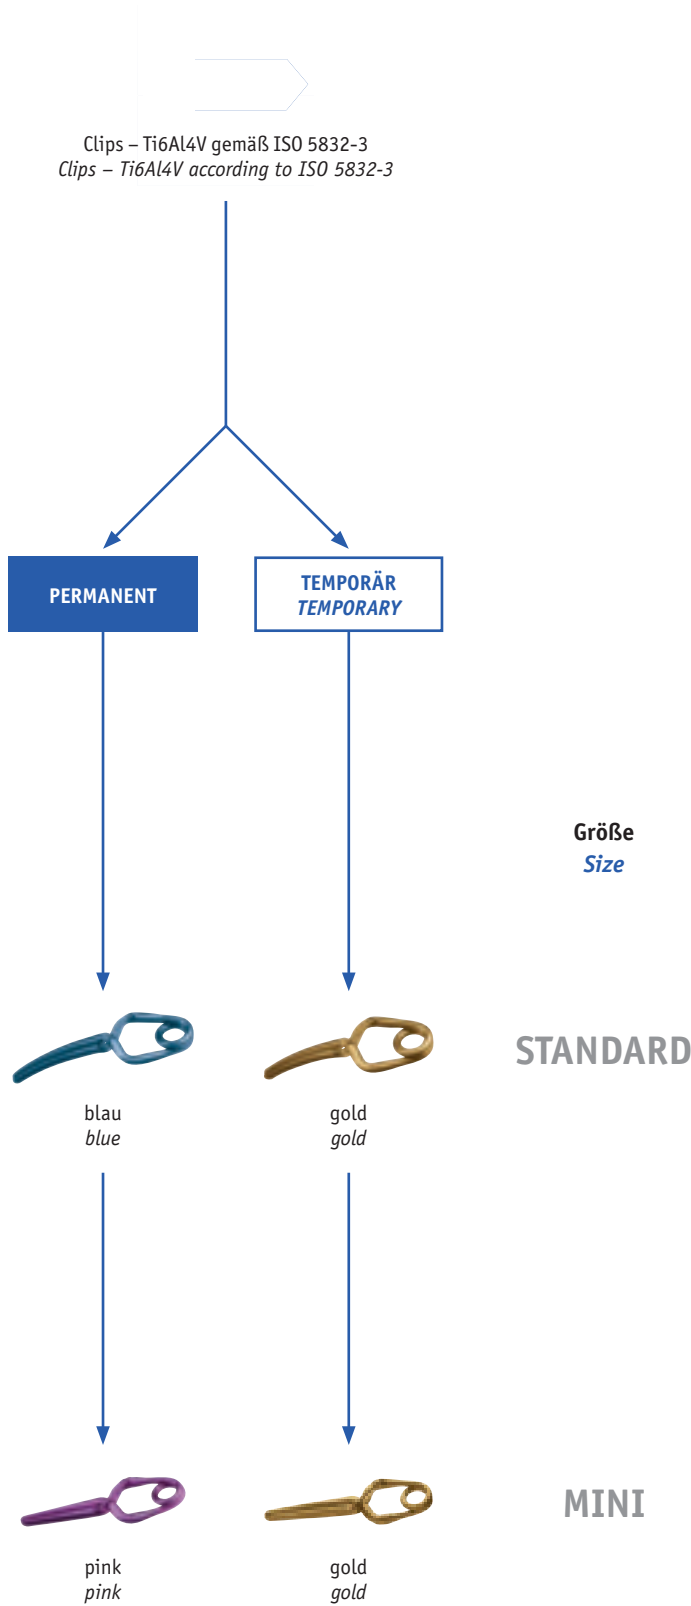 Clips – Ti6Al4V gemäß ISO 5832-3
Clips – Ti6Al4V according to ISO 5832-3
PERMANENT
TEMPORÄR
TEMPORARY
Größe
Size
STANDARD
blau
blue
gold
gold
MINI
pink
pink
gold
gold